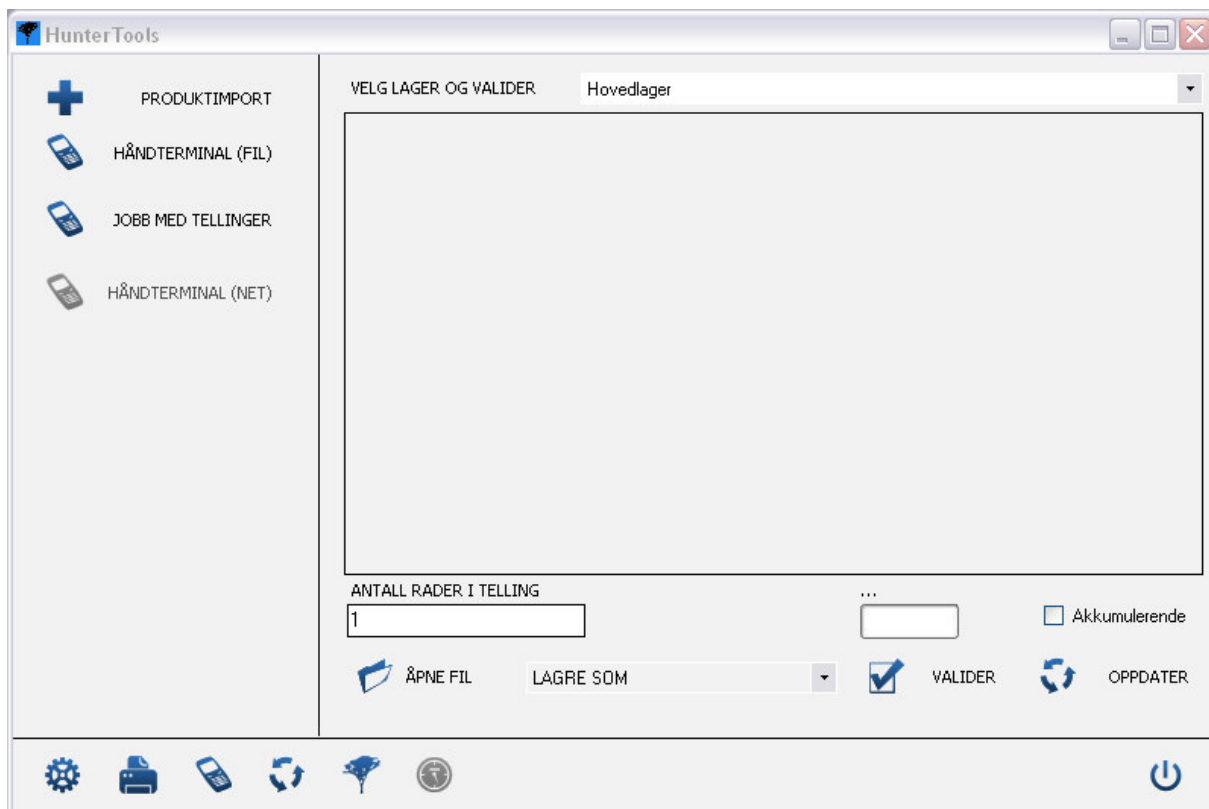 HunterTools
PRODUKTIMPORT
HÅNDTERMINAL (FIL)
JOBB MED TELLINGER
HÅNDTERMINAL (NET)
VELG LAGER OG VALIDER
Hovedlager
ANTALL RADER I TELLING
...
1
Akkumulerende
ÅPNE FIL
LAGRE SOM
VALIDER
OPPDATER